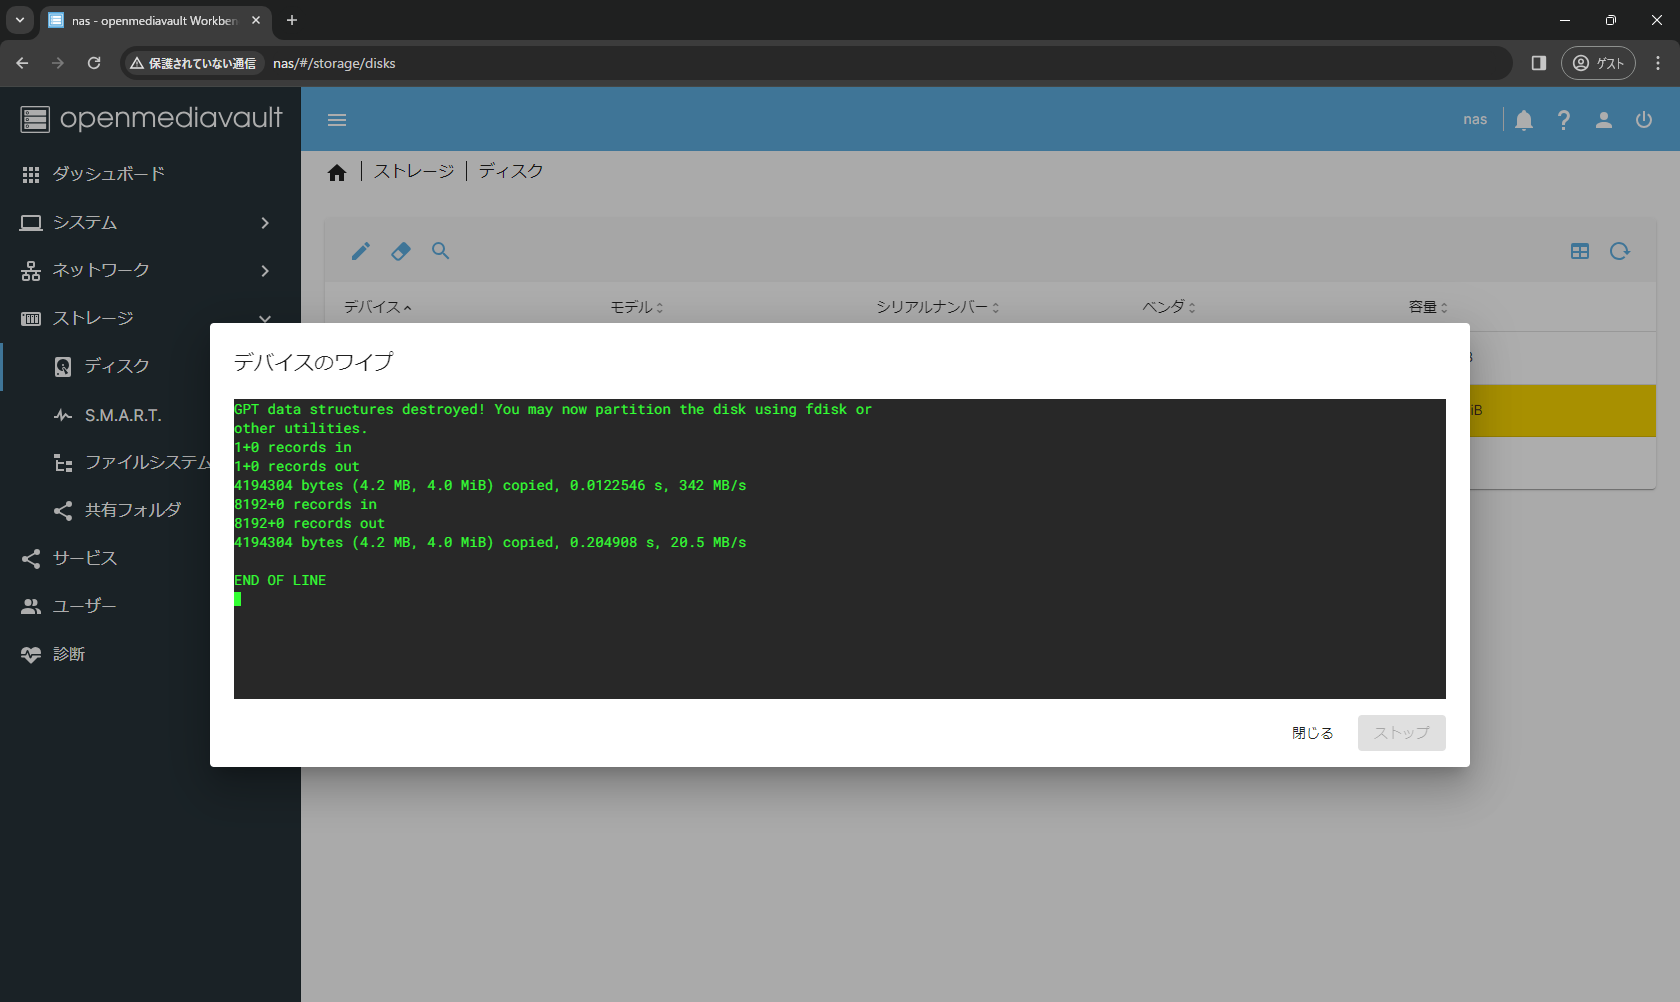 nas - openmediavault Workben
保護されていない通信
nas/#/storage/disks
ゲスト
openmediavault
nas
ダッシュボード
システム
ネットワーク
ストレージ
ディスク
S.M.A.R.T.
ファイルシステム
共有フォルダ
サービス
ユーザー
診断
ストレージ | ディスク
デバイス
モデル
シリアルナンバー
ベンダ
容量
iB
デバイスのワイプ
GPT data structures destroyed! You may now partition the disk using fdisk or
other utilities.
1+0 records in
1+0 records out
4194304 bytes (4.2 MB, 4.0 MiB) copied, 0.0122546 s, 342 MB/s
8192+0 records in
8192+0 records out
4194304 bytes (4.2 MB, 4.0 MiB) copied, 0.204908 s, 20.5 MB/s
END OF LINE
閉じる
ストップ